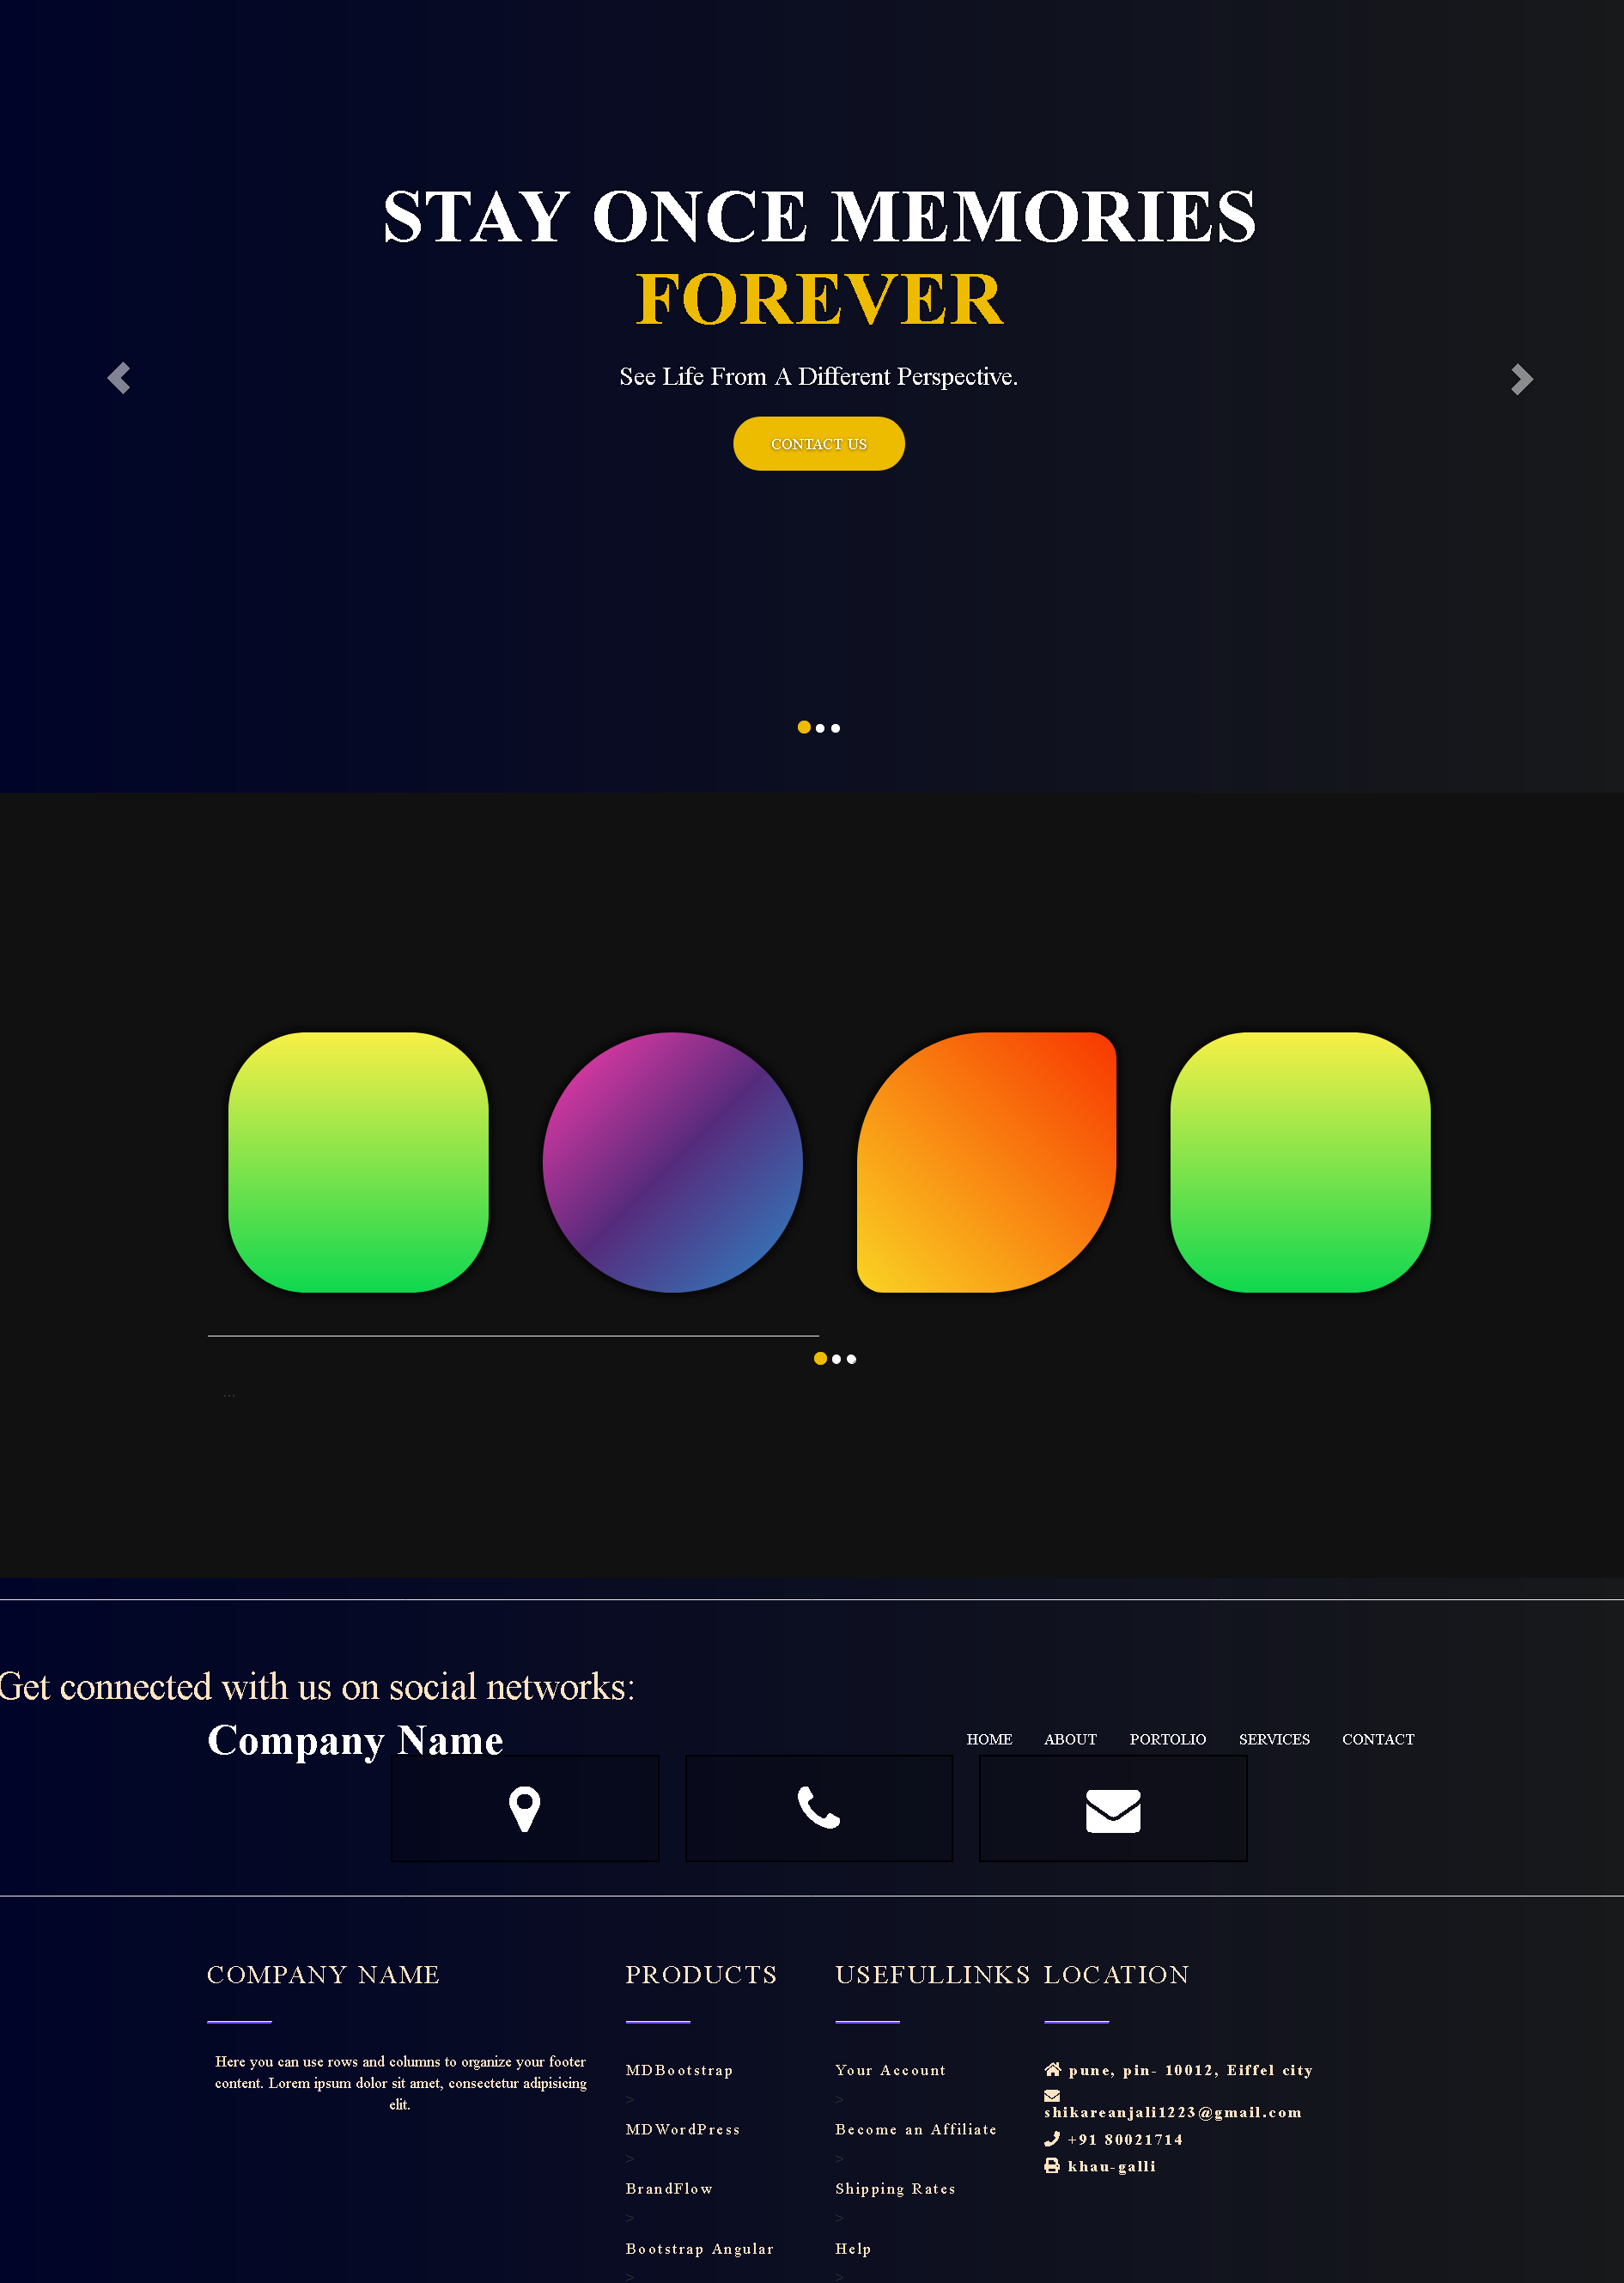 STAY ONCE MEMORIES
FOREVER
See Life From A Different Perspective.
CONTACT US
...
Get connected with us on social networks:
Company Name
HOME ABOUT PORTOLIO SERVICES CONTACT
COMPANY NAME
Here you can use rows and columns to organize your footer
content. Lorem ipsum dolor sit amet, consectetur adipisicing
elit.
PRODUCTS
MDBootstrap
>
MDWordPress
>
BrandFlow
>
Bootstrap Angular
>
USEFULLINKS
Your Account
>
Become an Affiliate
>
Shipping Rates
>
Help
>
LOCATION
pune, pin- 10012, Eiffel city
shikareanjali1223@gmail.com
+91 80021714
khau-galli